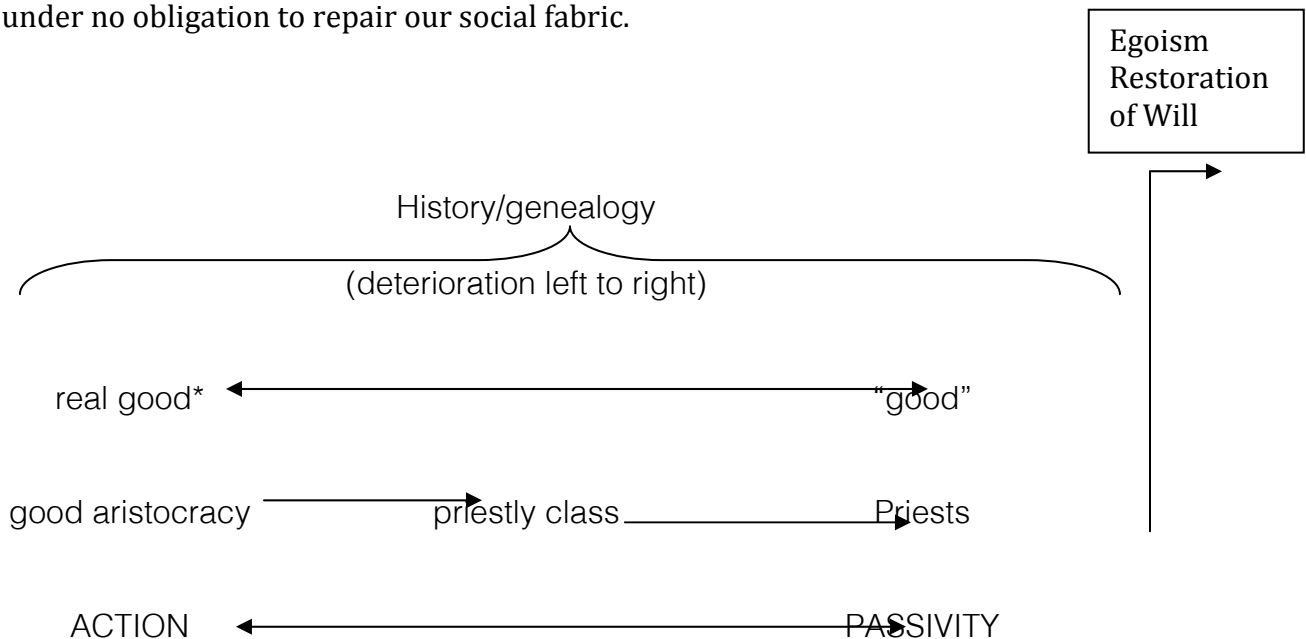 under no obligation to repair our social fabric.
Egoism
Restoration
of Will
History/genealogy
(deterioration left to right)
real good* “good”
good aristocracy priestly class Priests
ACTION PASSIVITY